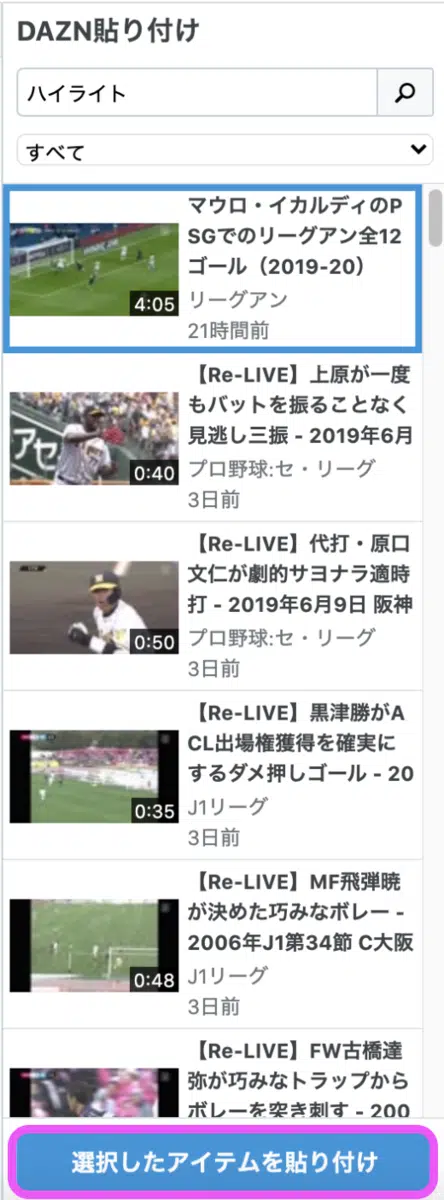 DAZN貼り付け
ハイライト
すべて
マウロ・イカルディのP
SGでのリーグアン全12
ゴール（2019-20）
4:05
リーグアン
21時間前
【Re-LIVE】上原が一度
もバットを振ることなく
見逃し三振 - 2019年6月
アセ
0:40
プロ野球:セ・リーグ
3日前
【Re-LIVE】代打・原口
文仁が劇的サヨナラ適時
打 - 2019年6月9日 阪神
0:50
プロ野球:セ・リーグ
3日前
【Re-LIVE】黒津勝がA
CL出場権獲得を確実に
するダメ押しゴール - 20
0:35
J1リーグ
3日前
【Re-LIVE】MF飛弾暁
が決めた巧みなボレー -
2006年J1第34節 C大阪
0:48
J1リーグ
3日前
【Re-LIVE】FW古橋達
弥が巧みなトラップから
ボレーを突き刺す - 200
選択したアイテムを貼り付け